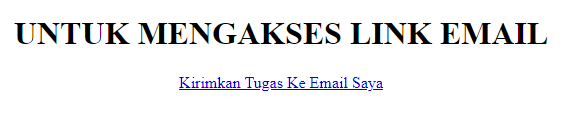 UNTUK MENGAKSES LINK EMAIL
Kirimkan Tugas Ke Email Saya